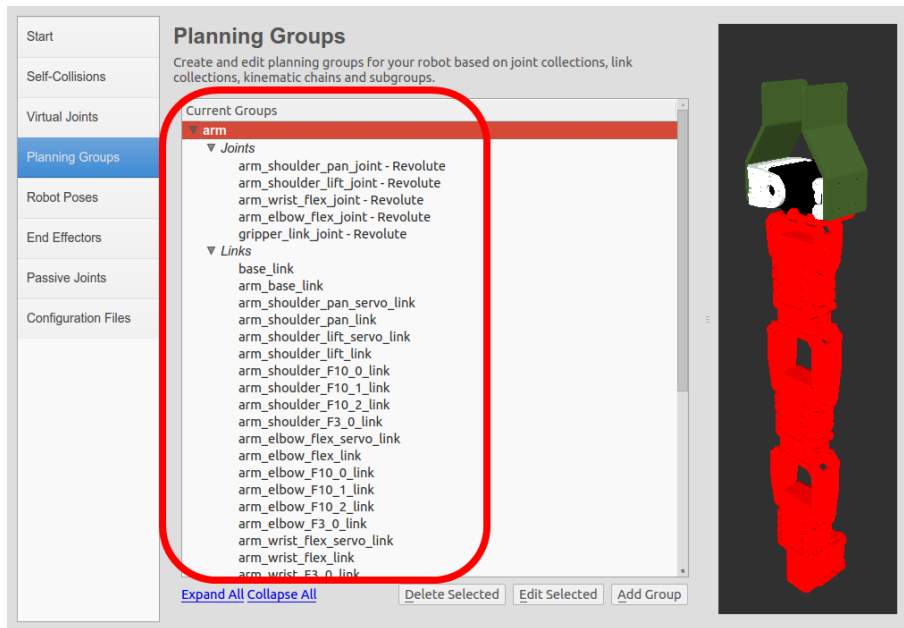 Start
Self-Collisions
Virtual Joints
Planning Groups
Robot Poses
End Effectors
Passive Joints
Configuration Files
Planning Groups
Create and edit planning groups for your robot based on joint collections, link
collections, kinematic chains and subgroups.
Current Groups
arm
Joints
arm_shoulder_pan_joint - Revolute
arm_shoulder_lift_joint - Revolute
arm_wrist_flex_joint - Revolute
arm_elbow_flex_joint - Revolute
gripper_link_joint - Revolute
Links
base_link
arm_base_link
arm_shoulder_pan_servo_link
arm_shoulder_pan_link
arm_shoulder_lift_servo_link
arm_shoulder_lift_link
arm_shoulder_F10_0_link
arm_shoulder_F10_1_link
arm_shoulder_F10_2_link
arm_shoulder_F3_0_link
arm_elbow_flex_servo_link
arm_elbow_flex_link
arm_elbow_F10_0_link
arm_elbow_F10_1_link
arm_elbow_F10_2_link
arm_elbow_F3_0_link
arm_wrist_flex_servo_link
arm_wrist_flex_link
arm_wrist_F3_0_link
Expand All Collapse All Delete Selected Edit Selected Add Group